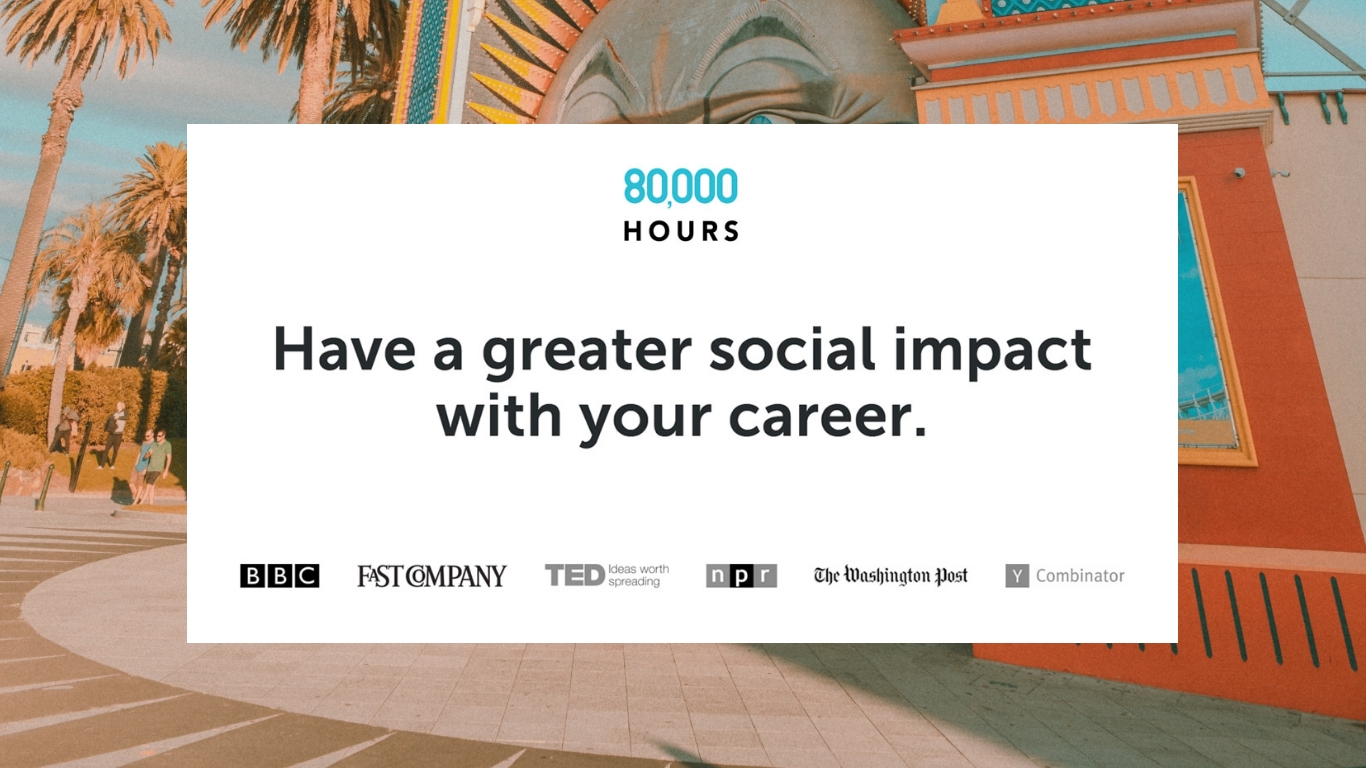 80,000
HOURS
Have a greater social impact
with your career.
BBC
FAST COMPANY
TED Ideas worth
spreading
npr
The Washington Post
Y Combinator